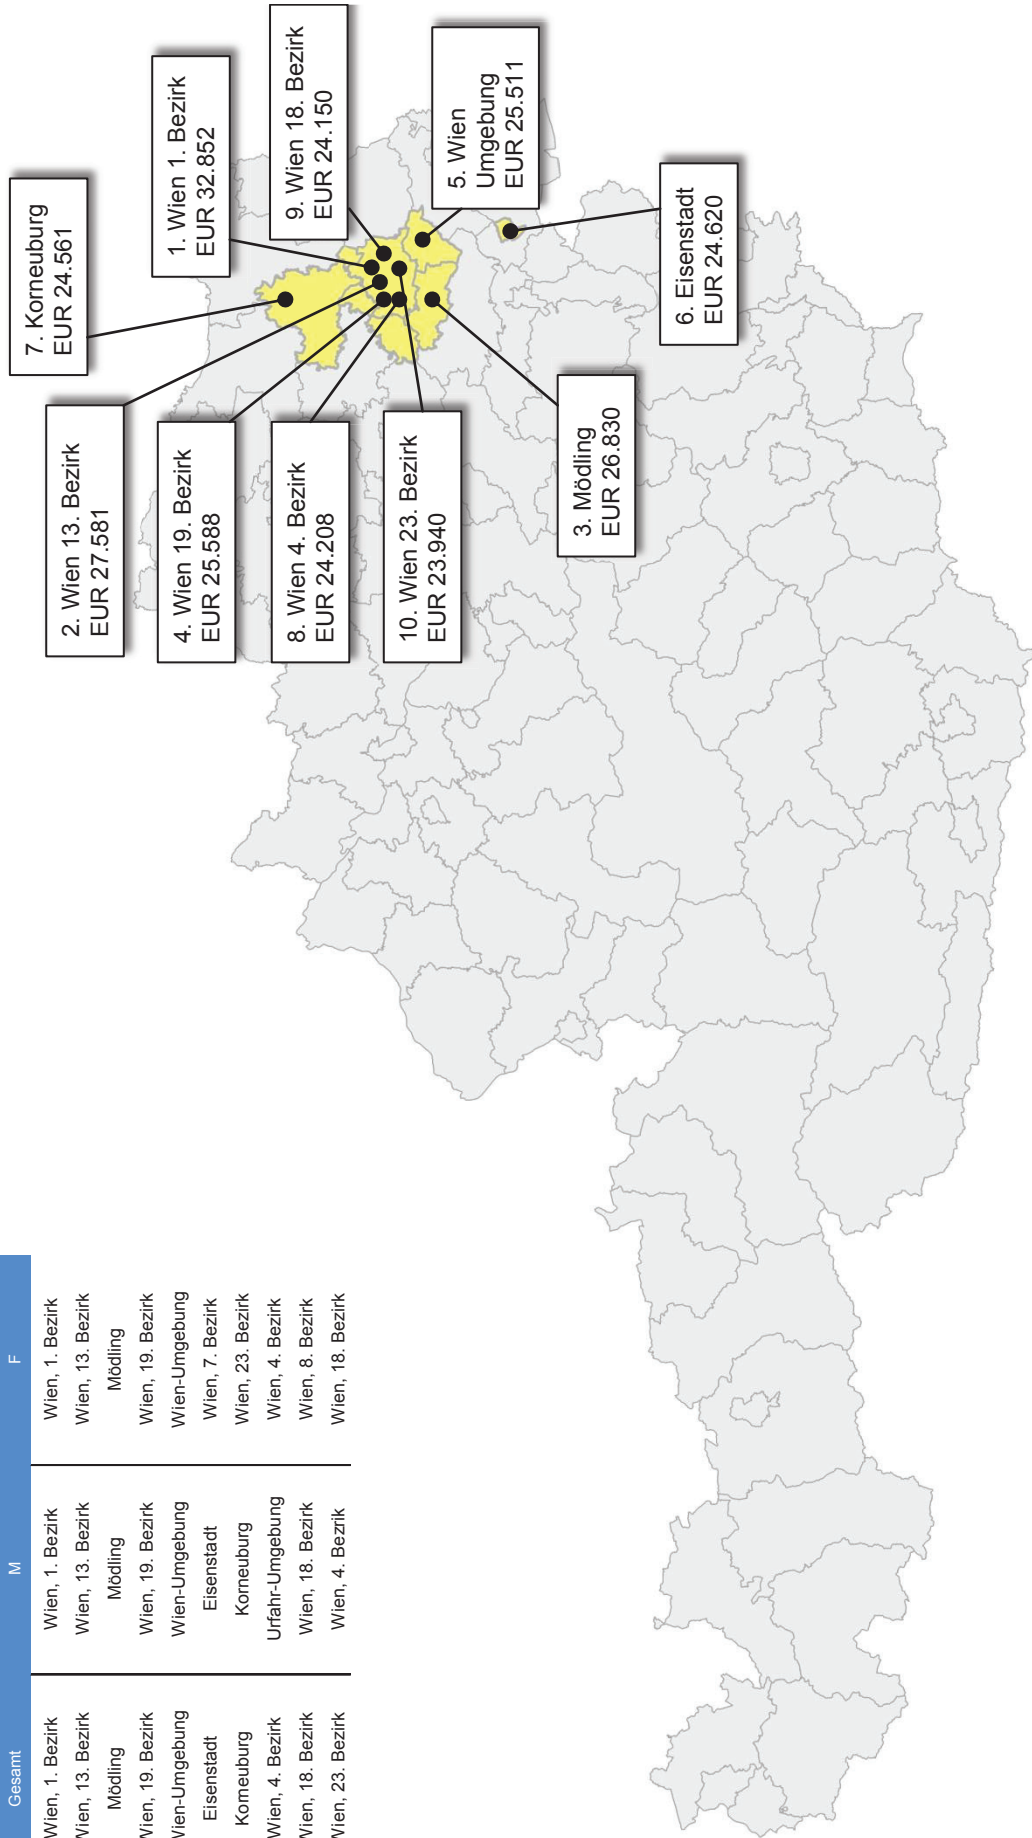 Gesamt M F
Wien, 1. Bezirk Wien, 1. Bezirk Wien, 1. Bezirk
Wien, 13. Bezirk Wien, 13. Bezirk Wien, 13. Bezirk
Mödling Mödling Mödling
Wien, 19. Bezirk Wien, 19. Bezirk Wien, 19. Bezirk
Wien-Umgebung Wien-Umgebung Wien-Umgebung
Eisenstadt Eisenstadt Wien, 7. Bezirk
Korneuburg Korneuburg Wien, 23. Bezirk
Wien, 4. Bezirk Urfahr-Umgebung Wien, 4. Bezirk
Wien, 18. Bezirk Wien, 18. Bezirk Wien, 8. Bezirk
Wien, 23. Bezirk Wien, 4. Bezrik Wien, 18. Bezirk
7. Korneuburg
EUR 24.561
2. Wien 13. Bezirk
EUR 27.581
1. Wien 1. Bezirk
EUR 32.852
4. Wien 19. Bezirk
EUR 25.588
9. Wien 18. Bezirk
EUR 24.150
8. Wien 4. Bezirk
EUR 24.208
10. Wien 23. Bezirk
EUR 23.940
5. Wien
Umgebung
EUR 25.511
3. Mödling
EUR 26.830
6. Eisenstadt
EUR 24.620